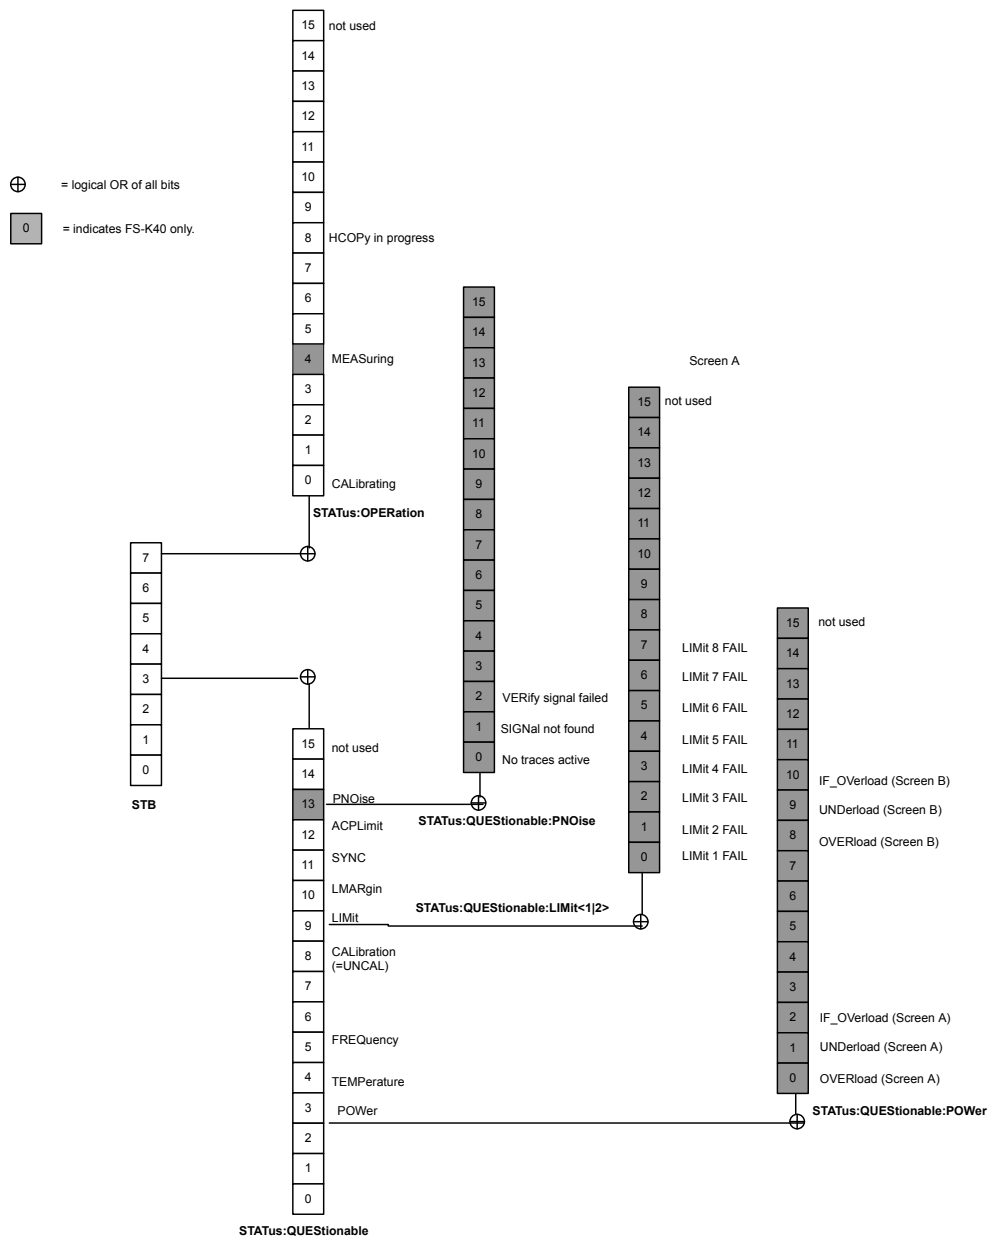 15 not used
14
13
12
11
10
9
8 HCOPy in progress
7
6
5
4 MEASuring
3
2
1
0 CALibrating
STATus:OPERation
= logical OR of all bits
0 = indicates FS-K40 only.
7
6
5
4
3
2
1
0
STB
15 not used
14
13 PNOise
12 ACPLimit
11 SYNC
10 LMARgin
9 LIMit
8 CALibration
(=UNCAL)
7
6
5 FREQuency
4 TEMPerature
3 POWer
2
1
0
STATus:QUEStionable
15
14
13
12
11
10
9
8
7
6
5
4
3
2 VERify signal failed
1 SIGNal not found
0 No traces active
STATus:QUEStionable:PNOise
Screen A
15 not used
14
13
12
11
10
9
8
7 LIMit 8 FAIL
6 LIMit 7 FAIL
5 LIMit 6 FAIL
4 LIMit 5 FAIL
3 LIMit 4 FAIL
2 LIMit 3 FAIL
1 LIMit 2 FAIL
0 LIMit 1 FAIL
STATus:QUEStionable:LIMit<1|2>
15 not used
14
13
12
11
10 IF_OVerload (Screen B)
9 UNDerload (Screen B)
8 OVERload (Screen B)
7
6
5
4
3
2 IF_OVerload (Screen A)
1 UNDerload (Screen A)
0 OVERload (Screen A)
STATus:QUEStionable:POWer